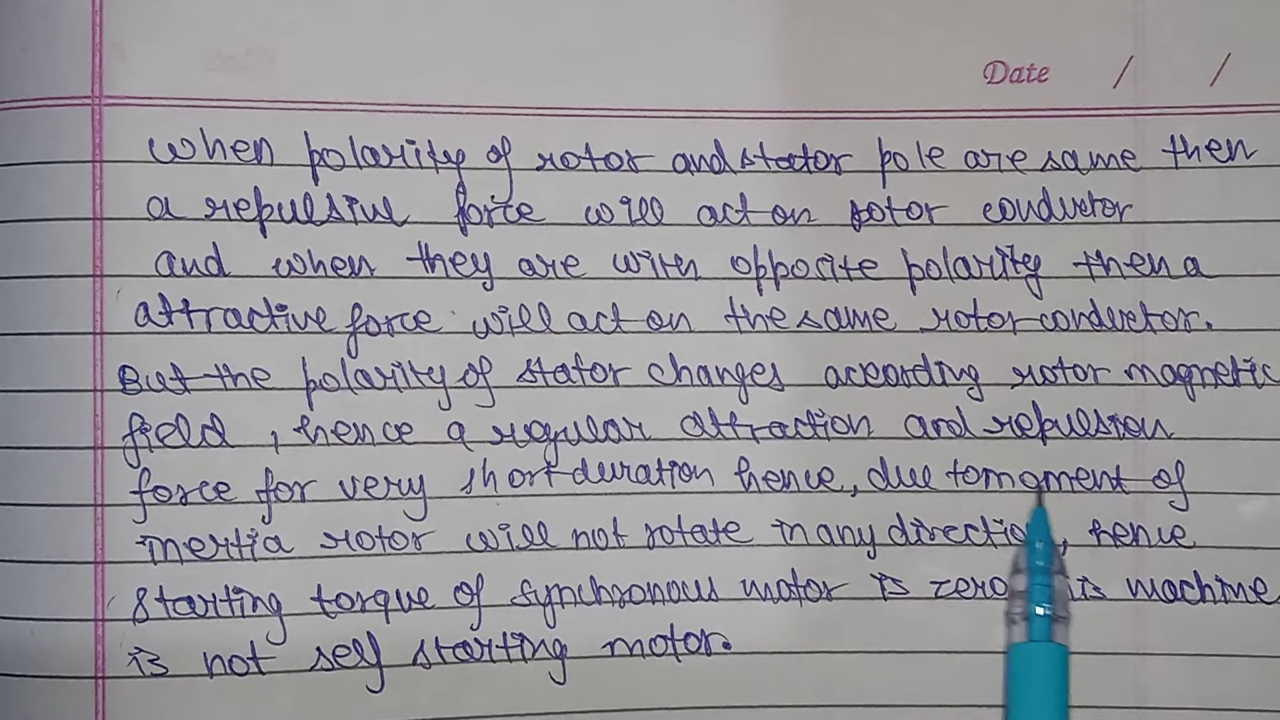 Date / /
When polarity of rotor and stator pole are same then
a repulsive force will act on rotor conductor
and when they are with opposite polarity then a
attractive force will act on the same rotor conductor.
But the polarity of stator changes according rotor magnetic
field, hence a regular attraction and repulsion
force for very short duration hence, due to moment of
inertia rotor will not rotate in any direction, hence
starting torque of synchronous motor is zero machine
is not self starting motor.